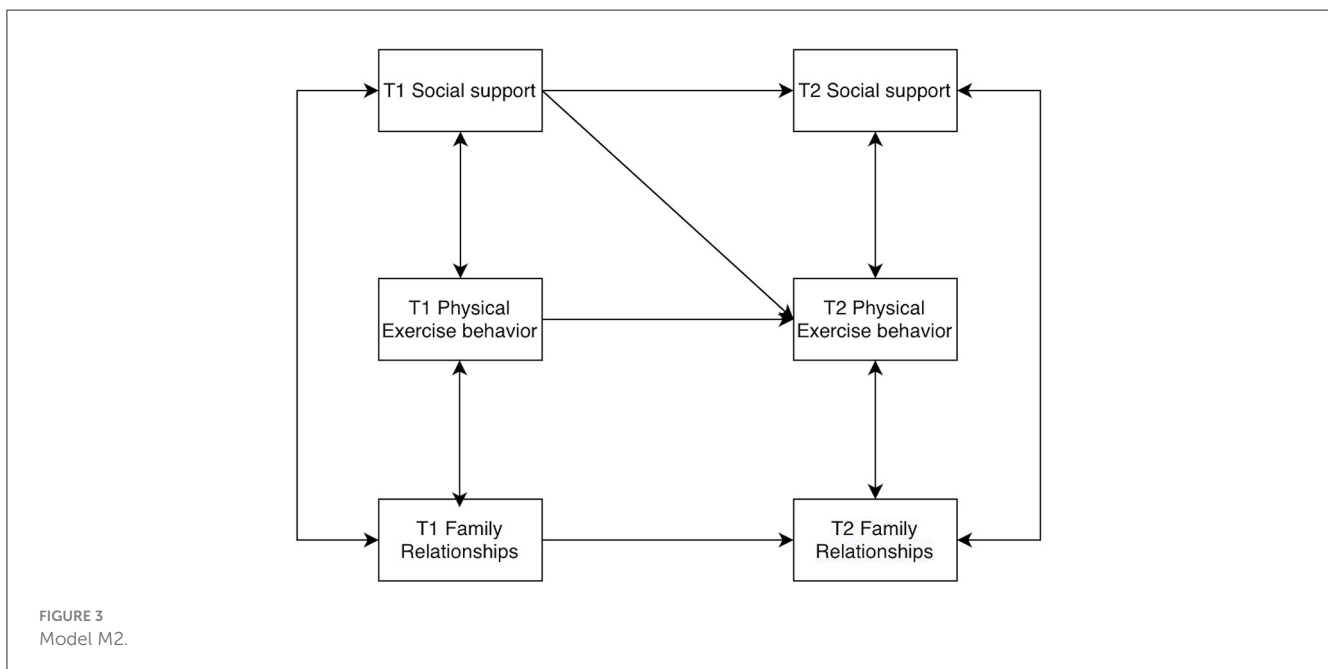 T1 Social support
T2 Social support
T1 Physical
Exercise behavior
T2 Physical
Exercise behavior
T1 Family
Relationships
T2 Family
Relationships
FIGURE 3
Model M2.